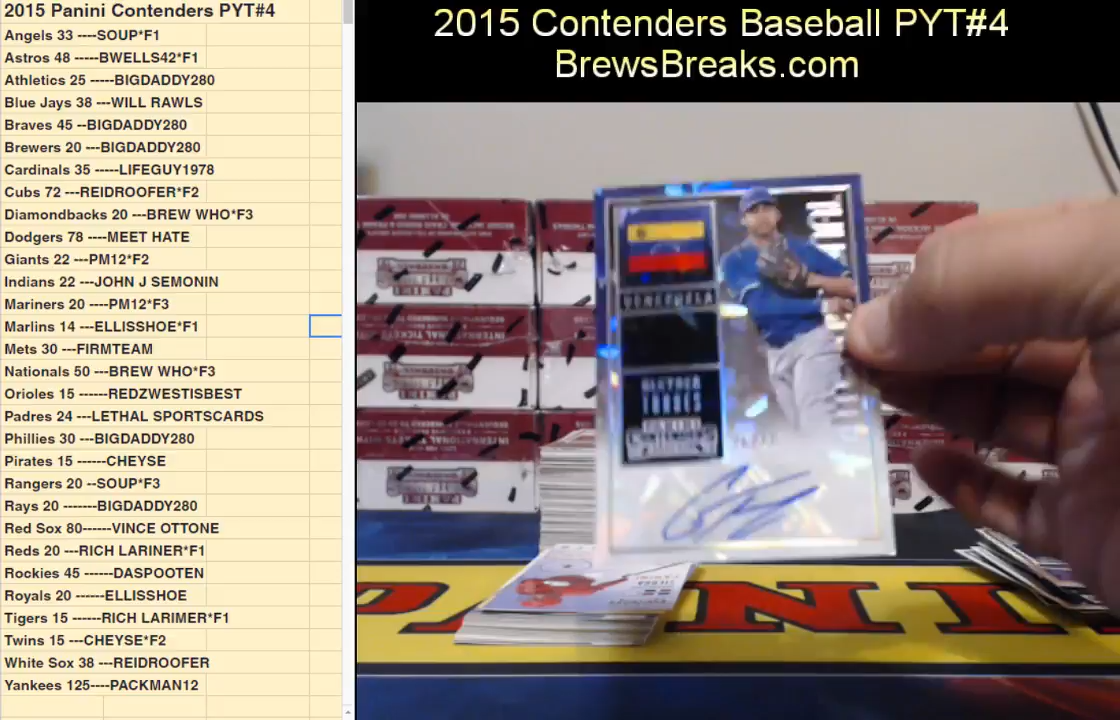 2015 Panini Contenders PYT#4
Angels 33 ----SOUP*F1
Astros 48 -----BWELLS42*F1
Athletics 25 -----BIGDADDY280
Blue Jays 38 ---WILL RAWLS
Braves 45 --BIGDADDY280
Brewers 20 ---BIGDADDY280
Cardinals 35 -----LIFEGUY1978
Cubs 72 ---REIDROOFER*F2
Diamondbacks 20 ---BREW WHO*F3
Dodgers 78 ----MEET HATE
Giants 22 ----PM12*F2
Indians 22 ---JOHN J SEMONIN
Mariners 20 ----PM12*F3
Marlins 14 ---ELLISSHOE*F1
Mets 30 ---FIRMTEAM
Nationals 50 ---BREW WHO*F3
Orioles 15 ----REDZWESTISBEST
Padres 24 ---LETHAL SPORTSCARDS
Phillies 30 ---BIGDADDY280
Pirates 15 ------CHEYSE
Rangers 20 --SOUP*F3
Rays 20 -------BIGDADDY280
Red Sox 80------VINCE OTTONE
Reds 20 ---RICH LARINER*F1
Rockies 45 ------DASPOOTEN
Royals 20 ------ELLISSHOE
Tigers 15 ------RICH LARIMER*F1
Twins 15 ---CHEYSE*F2
White Sox 38 ---REIDROOFER
Yankees 125----PACKMAN12
2015 Contenders Baseball PYT#4
BrewsBreaks.com
VENEZUELA
GLEYBER
TORRES
CONTENDERS
PANINI